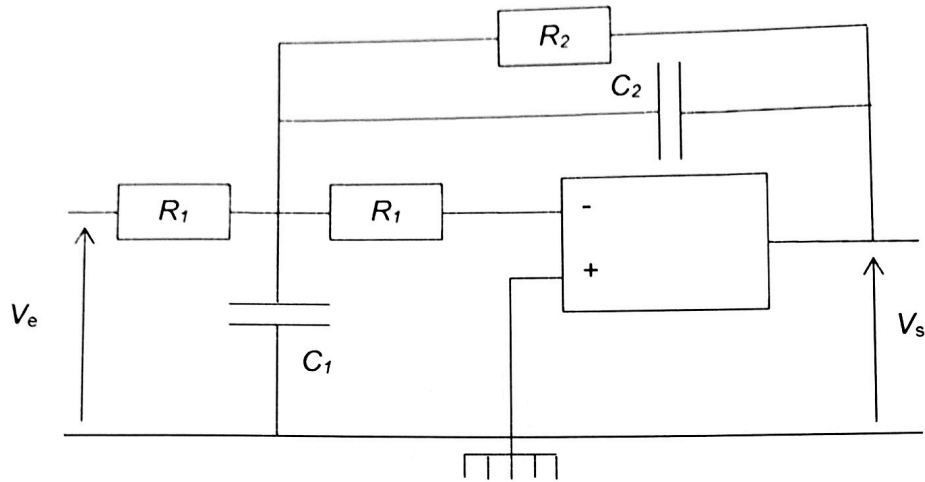 R₂
C₂
R₁
R₁
-
+
Vₑ
C₁
Vₛ